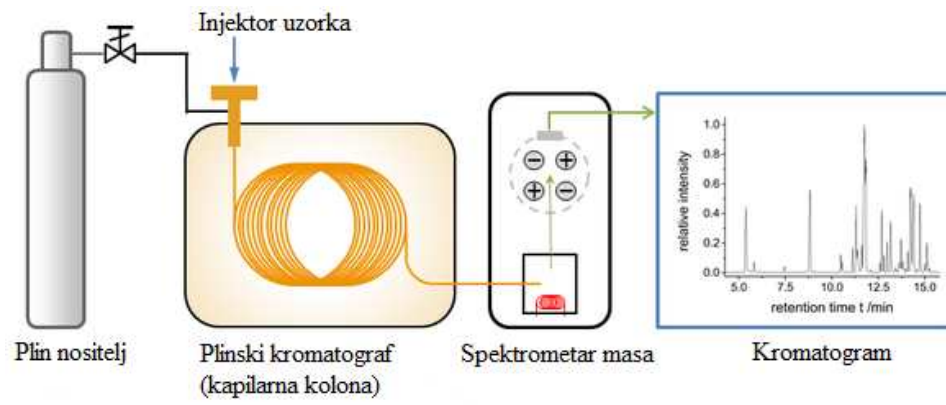 Injektor uzorka
Plin nositelj
Plinski kromatograf
(kapilarna kolona)
Spektrometar masa
− +
+ −
relative intensity
1.0
0.8
0.6
0.4
0.2
0.0
5.0 7.5 10.0 12.5 15.0
retention time t /min
Kromatogram